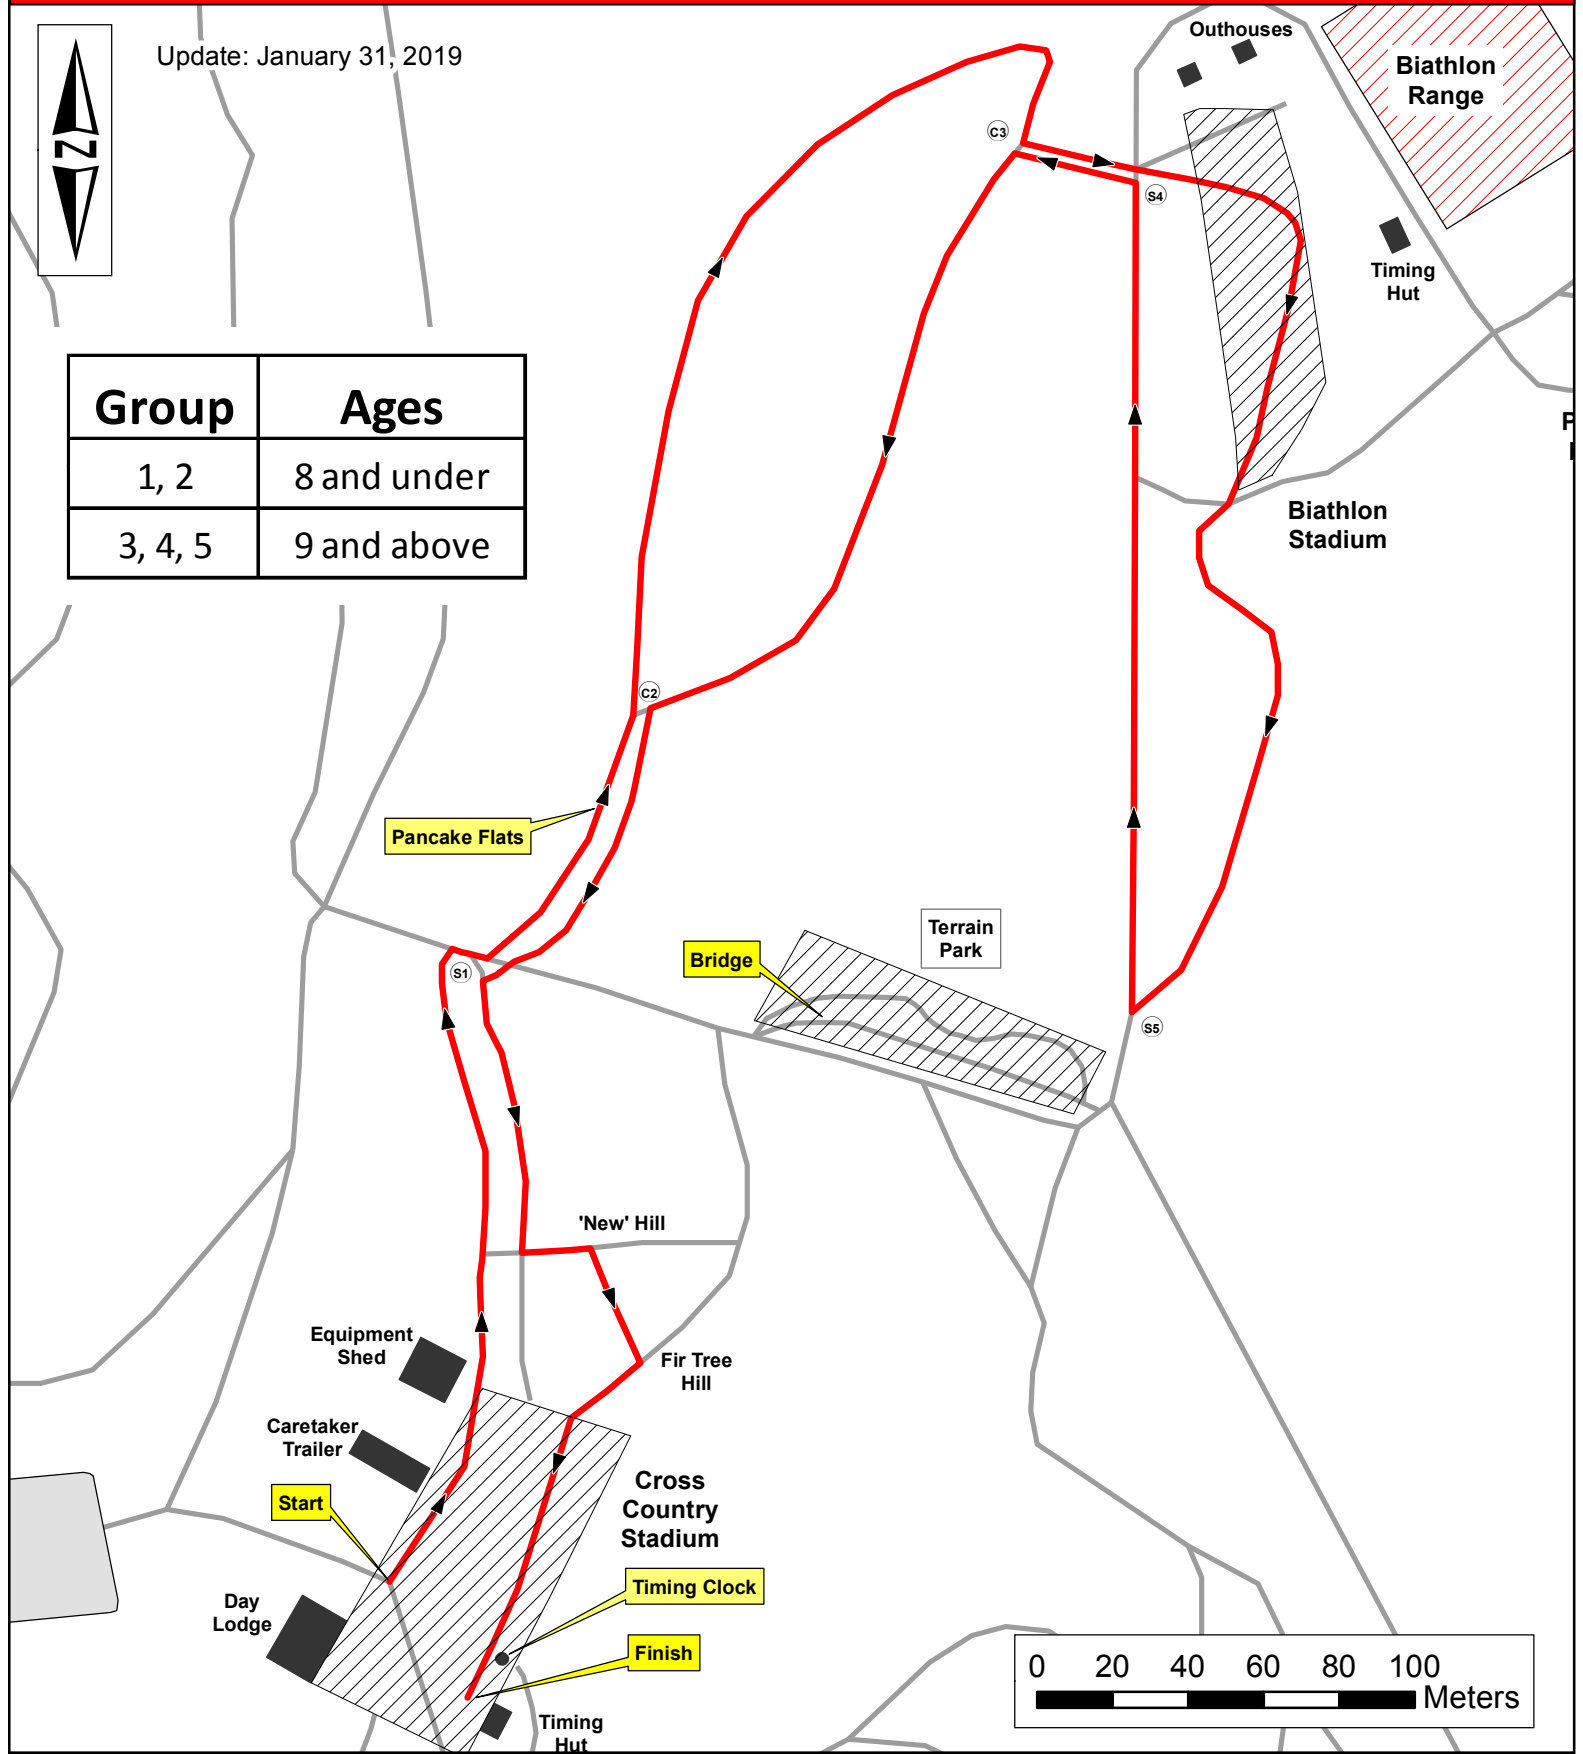 Update: January 31, 2019
N
Outhouses
Biathlon
Range
C3
S4
Timing
Hut
Group Ages
1, 2 8 and under
3, 4, 5 9 and above
Biathlon
Stadium
C2
Pancake Flats
Terrain
Park
Bridge
S1
S5
'New' Hill
Equipment
Shed
Fir Tree
Hill
Caretaker
Trailer
Start
Cross
Country
Stadium
Timing Clock
Day
Lodge
Finish
Timing
Hut
0 20 40 60 80 100
Meters